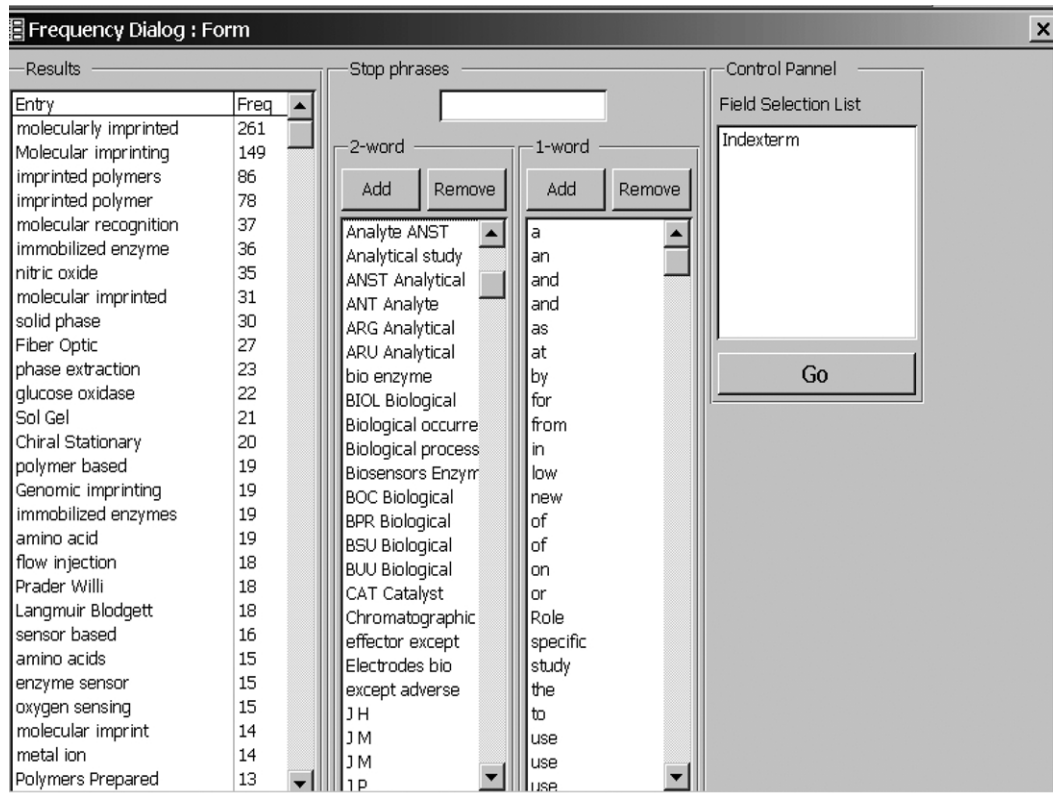 Frequency Dialog : Form
Results
Entry Freq
molecularly imprinted 261
Molecular imprinting 149
imprinted polymers 86
imprinted polymer 78
molecular recognition 37
immobilized enzyme 36
nitric oxide 35
molecular imprinted 31
solid phase 30
Fiber Optic 27
phase extraction 23
glucose oxidase 22
Sol Gel 21
Chiral Stationary 20
polymer based 19
Genomic imprinting 19
immobilized enzymes 19
amino acid 19
flow injection 18
Prader Willi 18
Langmuir Blodgett 18
sensor based 16
amino acids 15
enzyme sensor 15
oxygen sensing 15
molecular imprint 14
metal ion 14
Polymers Prepared 13
Stop phrases
2-word
Add Remove
Analyte ANST
Analytical study
ANST Analytical
ANT Analyte
ARG Analytical
ARU Analytical
bio enzyme
BIOL Biological
Biological occurre
Biological process
Biosensors Enzym
BOC Biological
BPR Biological
BSU Biological
BUU Biological
CAT Catalyst
Chromatographic
effector except
Electrodes bio
except adverse
J H
J M
J M
J P
1-word
Add Remove
a
an
and
and
as
at
by
for
from
in
low
new
of
of
on
or
Role
specific
study
the
to
use
use
use
Control Pannel
Field Selection List
Indexterm
Go